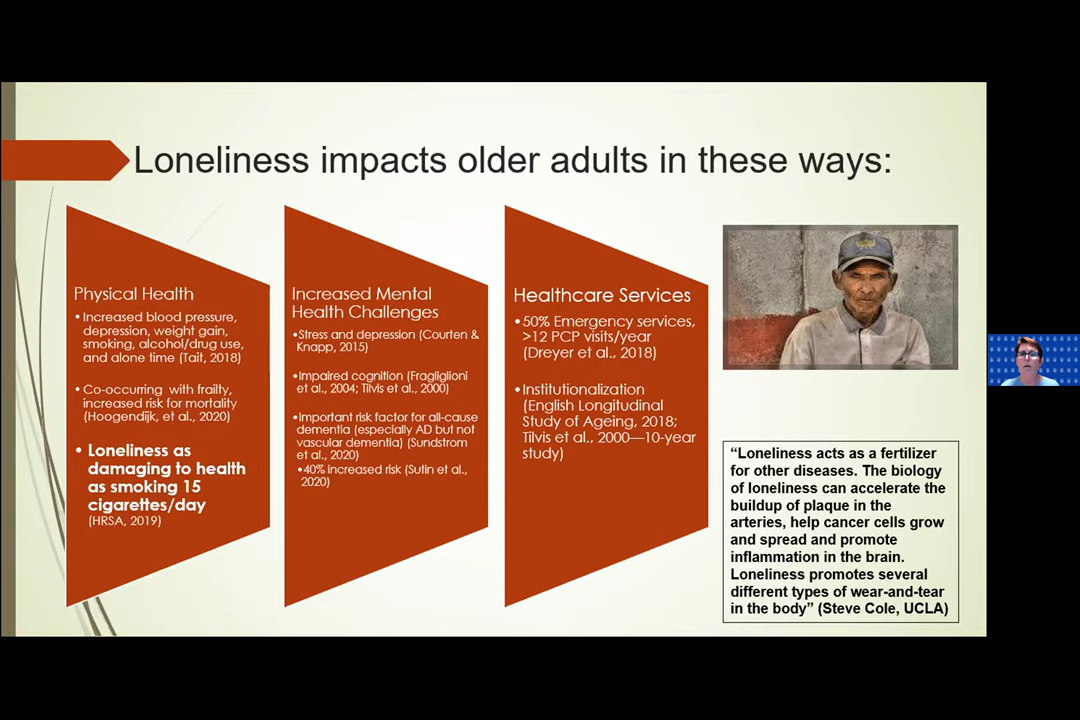 Loneliness impacts older adults in these ways:
Physical Health
•Increased blood pressure,
depression, weight gain,
smoking, alcohol/drug use,
and alone time (Tait, 2018)
•Co-occurring with frailty,
increased risk for mortality
(Hoogendijk, et al., 2020)
• Loneliness as
damaging to health
as smoking 15
cigarettes/day
(HRSA, 2019)
Increased Mental
Health Challenges
•Stress and depression (Courten &
Knapp, 2015)
•Impaired cognition (Fragliglioni
et al., 2004; Tilvis et al., 2000)
•Important risk factor for all-cause
dementia (especially AD but not
vascular dementia) (Sundstrom
et al., 2020)
•40% increased risk (Sutin et al.,
2020)
Healthcare Services
•50% Emergency services,
>12 PCP visits/year
(Dreyer et al., 2018)
•Institutionalization
(English Longitudinal
Study of Ageing, 2018;
Tilvis et al., 2000—10-year
study)
“Loneliness acts as a fertilizer
for other diseases. The biology
of loneliness can accelerate the
buildup of plaque in the
arteries, help cancer cells grow
and spread and promote
inflammation in the brain.
Loneliness promotes several
different types of wear-and-tear
in the body” (Steve Cole, UCLA)